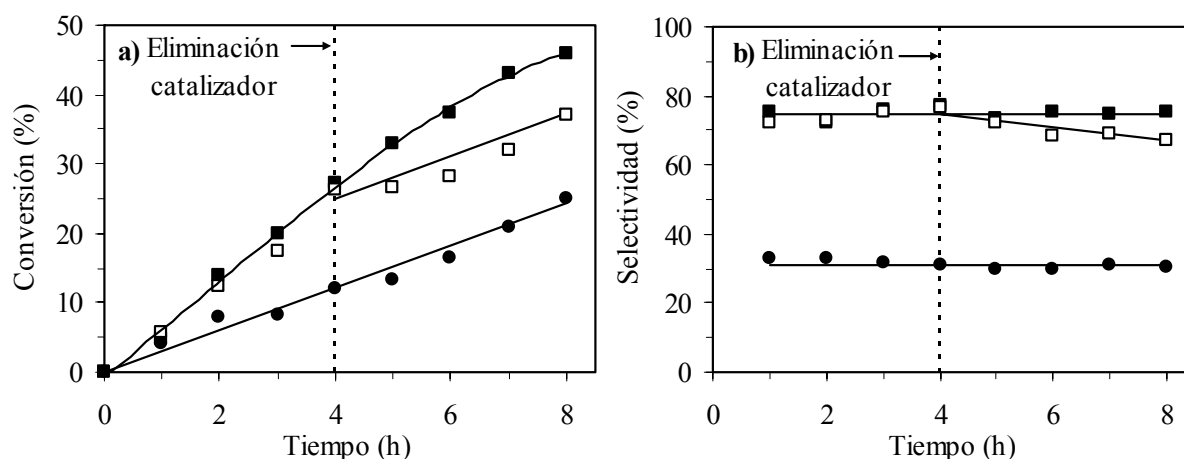 a) Eliminación
catalizador
Conversión (%)
50
40
30
20
10
0
0 2 4 6 8
Tiempo (h)
b) Eliminación
catalizador
Selectividad (%)
100
80
60
40
20
0
0 2 4 6 8
Tiempo (h)